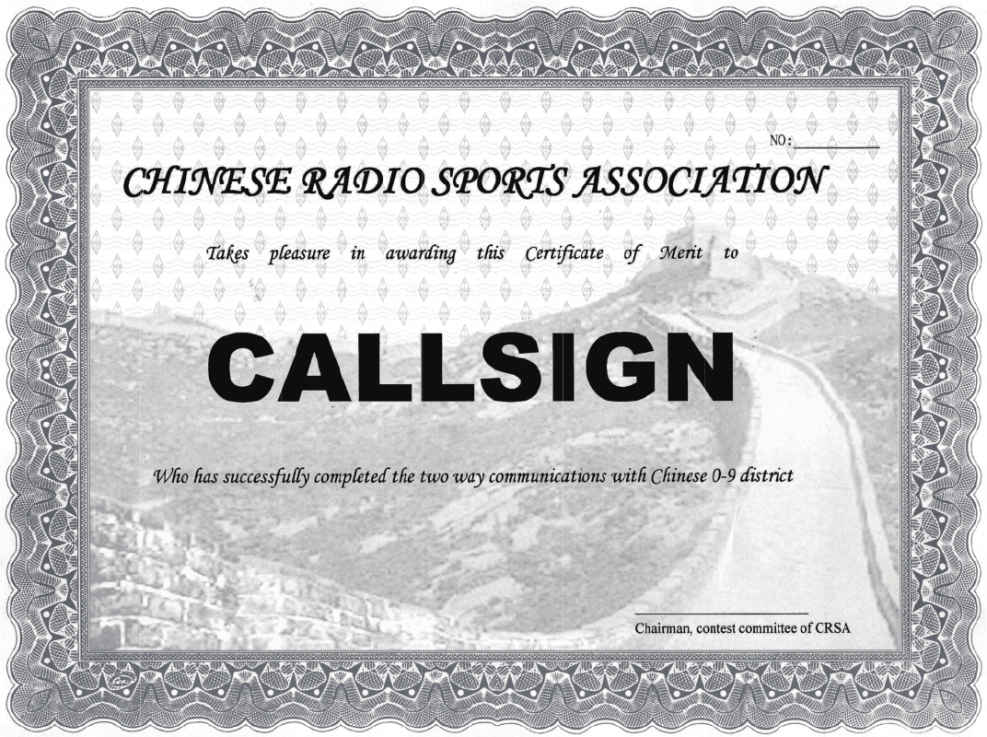 NO:
CHINESE RADIO SPORTS ASSOCIATION
Takes pleasure in awarding this Certificate of Merit to
CALLSIGN
Who has successfully completed the two way communications with Chinese 0-9 district
Chairman, contest committee of CRSA